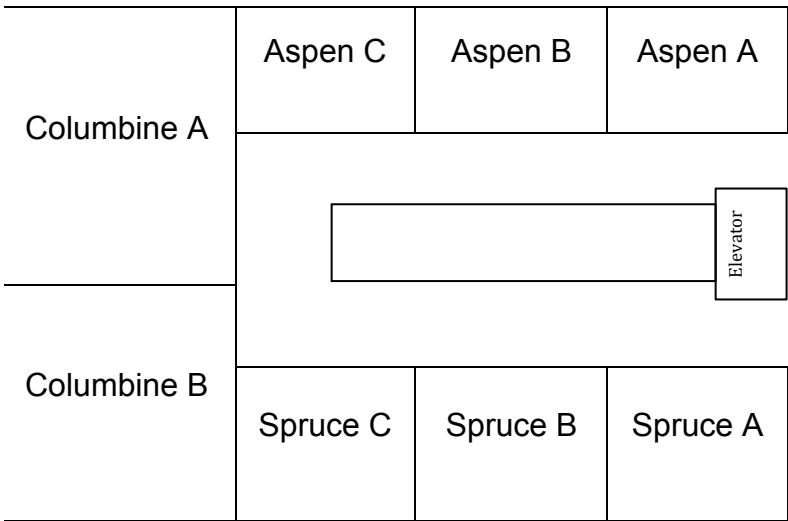 Aspen C
Aspen B
Aspen A
Columbine A
Elevator
Columbine B
Spruce C
Spruce B
Spruce A